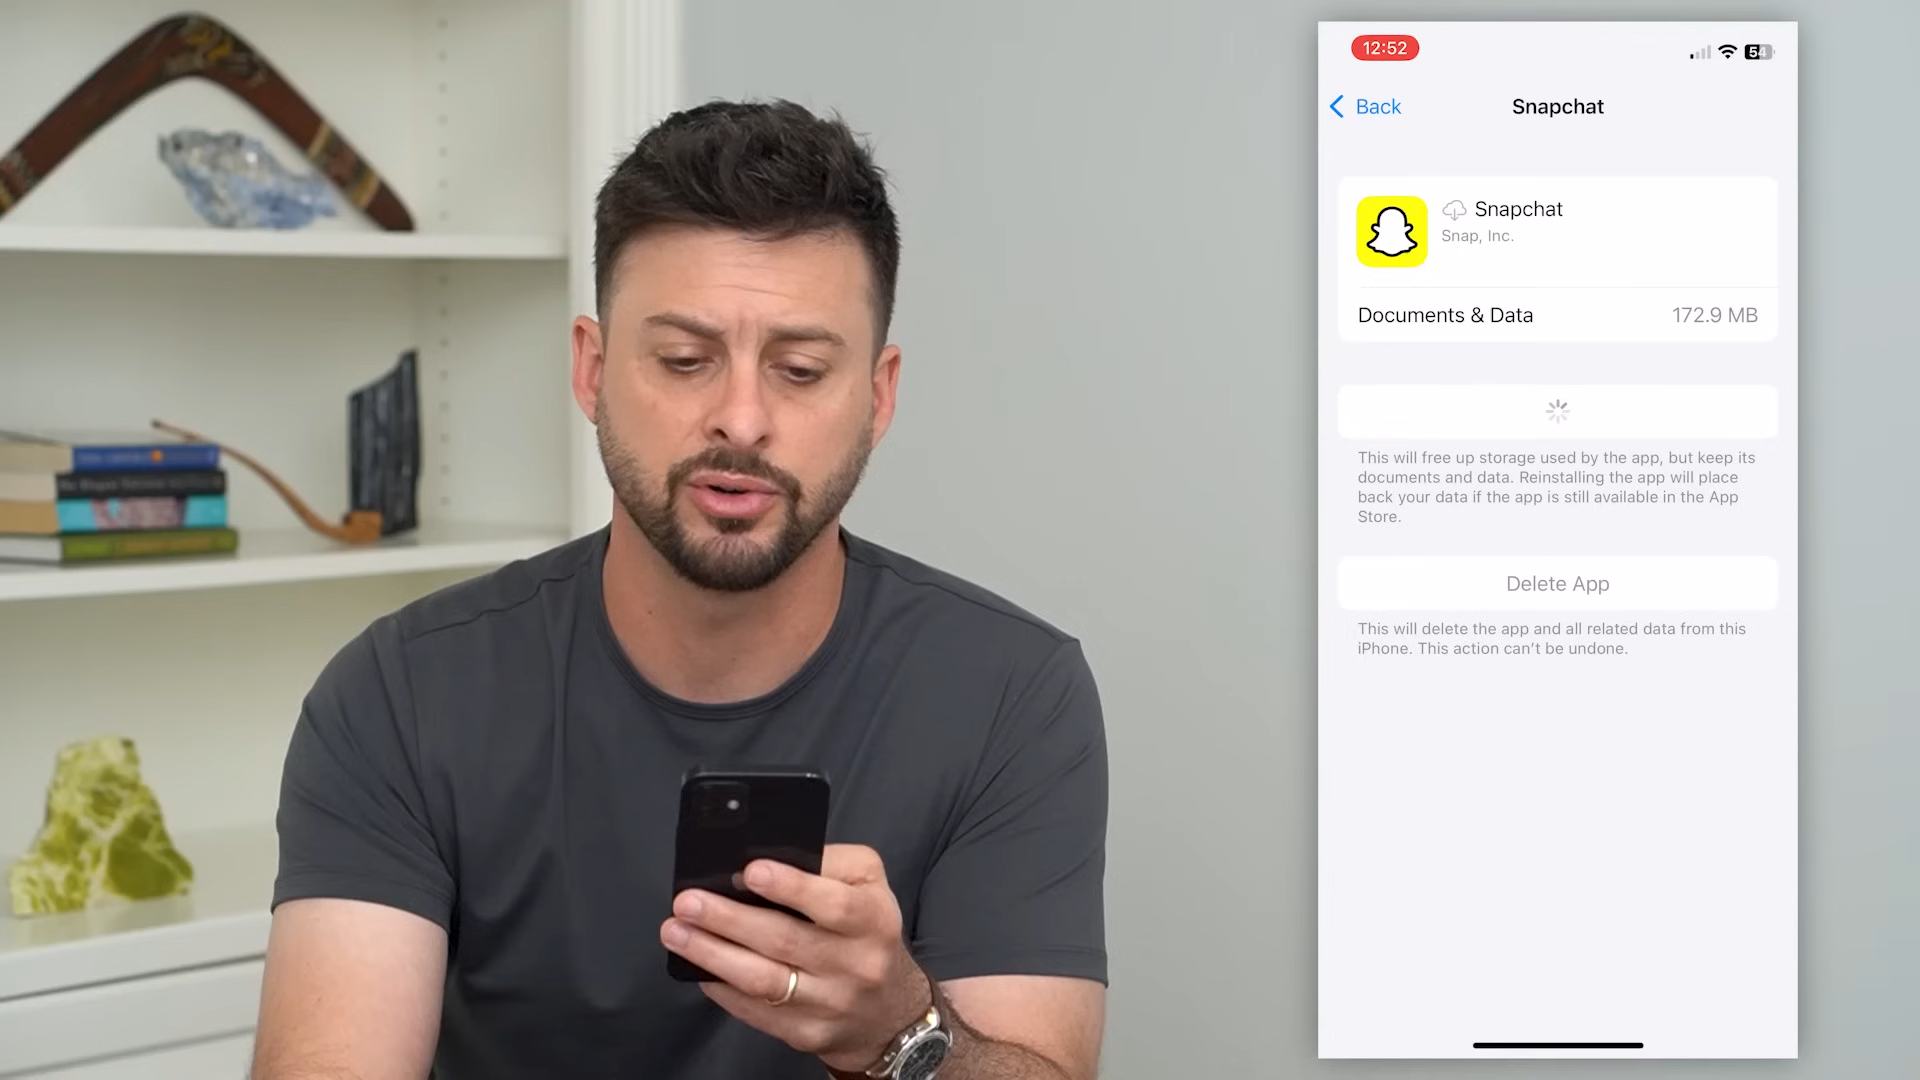 12:52
54
Back
Snapchat
Snapchat
Snap, Inc.
Documents & Data
172.9 MB
This will free up storage used by the app, but keep its
documents and data. Reinstalling the app will place
back your data if the app is still available in the App
Store.
Delete App
This will delete the app and all related data from this
iPhone. This action can't be undone.